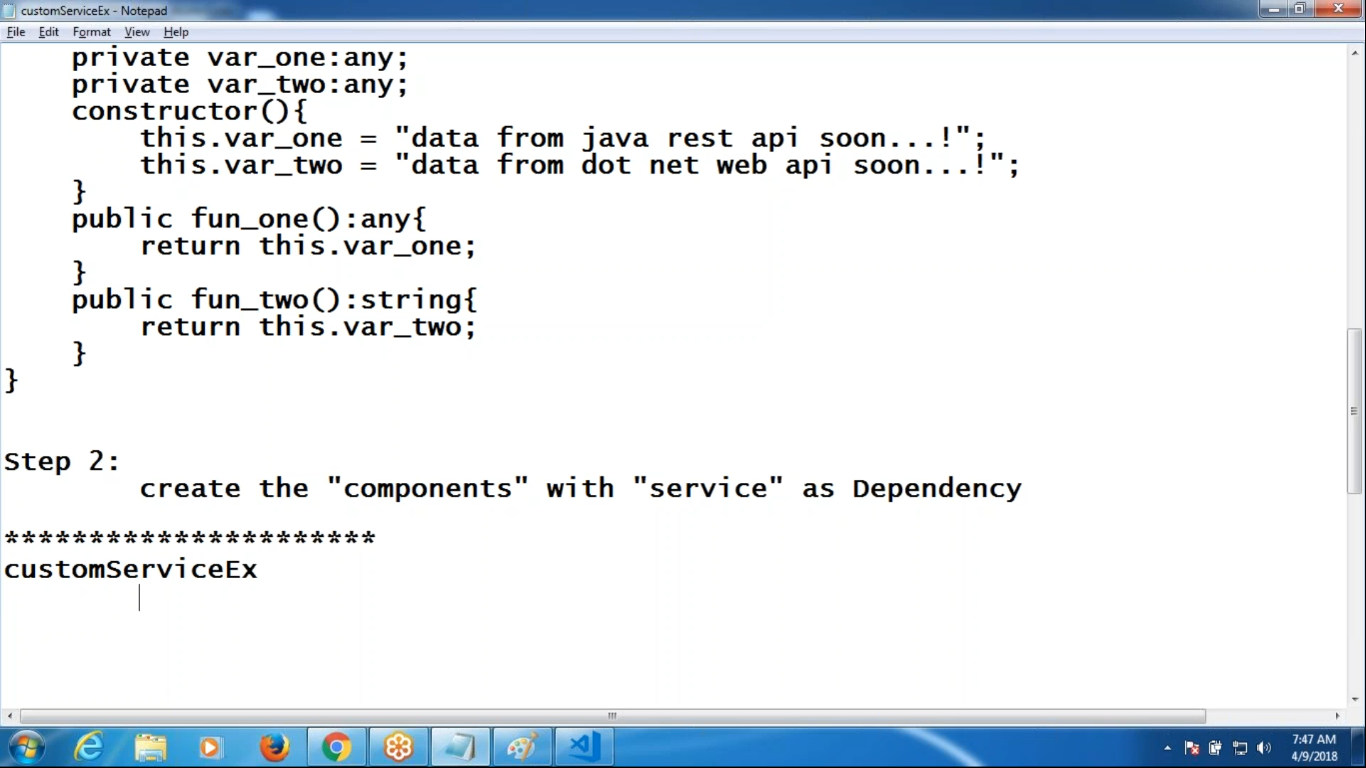 customServiceEx - Notepad
File Edit Format View Help
private var_one:any;
private var_two:any;
constructor(){
this.var_one = "data from java rest api soon...!";
this.var_two = "data from dot net web api soon...!";
}
public fun_one():any{
return this.var_one;
}
public fun_two():string{
return this.var_two;
}
}
Step 2:
create the "components" with "service" as Dependency
**********************
customServiceEx
7:47 AM
4/9/2018